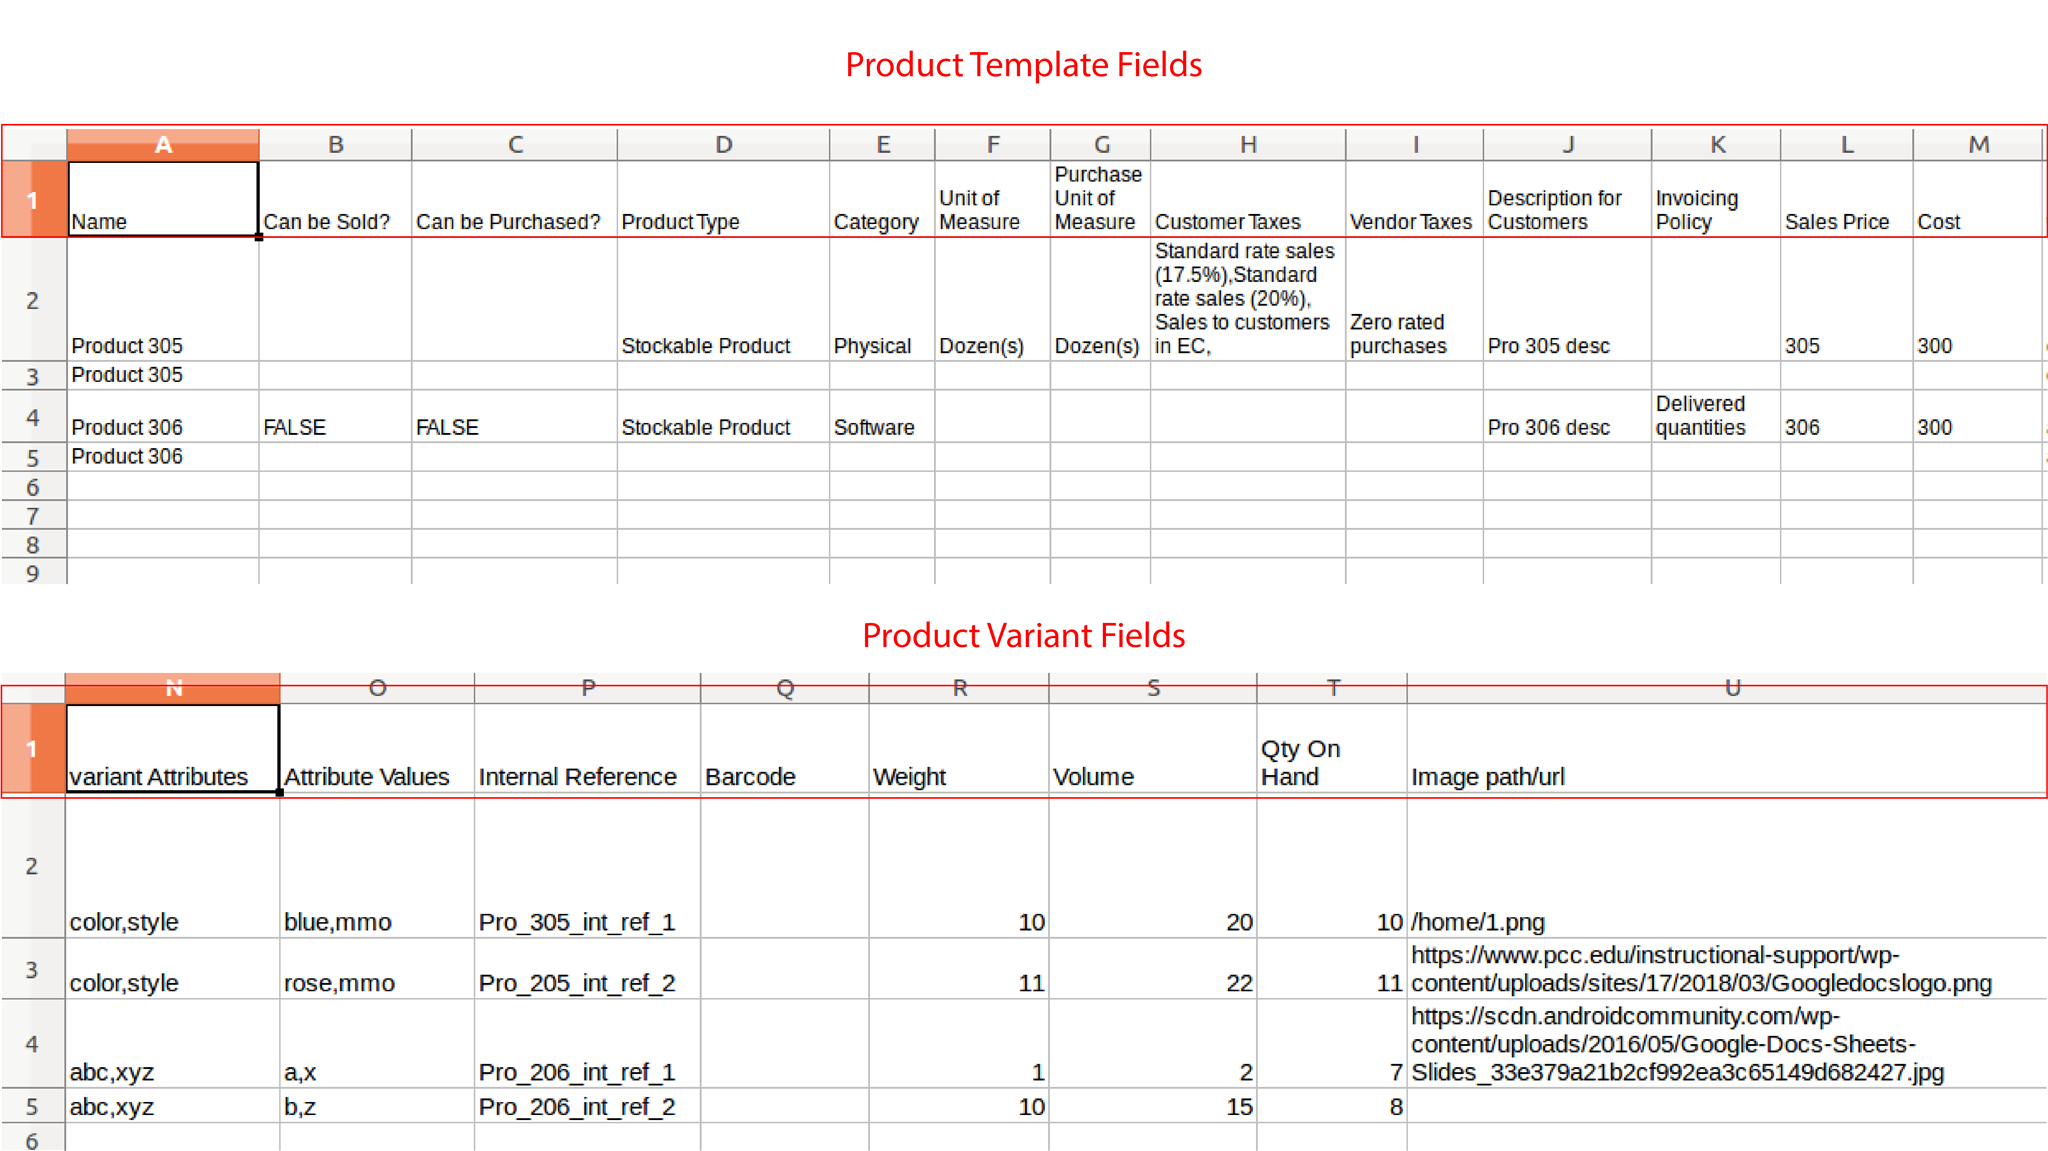 Product Template Fields
A B C D E F G H I J K L M
1 Name Can be Sold? Can be Purchased? Product Type Category Unit of Measure Purchase Unit of Measure Customer Taxes Vendor Taxes Description for Customers Invoicing Policy Sales Price Cost
2 Product 305 Stockable Product Physical Dozen(s) Dozen(s) Standard rate sales (17.5%),Standard rate sales (20%), Sales to customers in EC, Zero rated purchases Pro 305 desc 305 300
3 Product 305
4 Product 306 FALSE FALSE Stockable Product Software Pro 306 desc Delivered quantities 306 300
5 Product 306
6
7
8
9
Product Variant Fields
N O P Q R S T U
1 variant Attributes Attribute Values Internal Reference Barcode Weight Volume Qty On Hand Image path/url
2 color,style blue,mmo Pro_305_int_ref_1 10 20 10 /home/1.png
3 color,style rose,mmo Pro_205_int_ref_2 11 22 11 https://www.pcc.edu/instructional-support/wp-content/uploads/sites/17/2018/03/Googledocslogo.png
4 abc,xyz a,x Pro_206_int_ref_1 1 2 7 https://scdn.androidcommunity.com/wp-content/uploads/2016/05/Google-Docs-Sheets-Slides_33e379a21b2cf992ea3c65149d682427.jpg
5 abc,xyz b,z Pro_206_int_ref_2 10 15 8
6